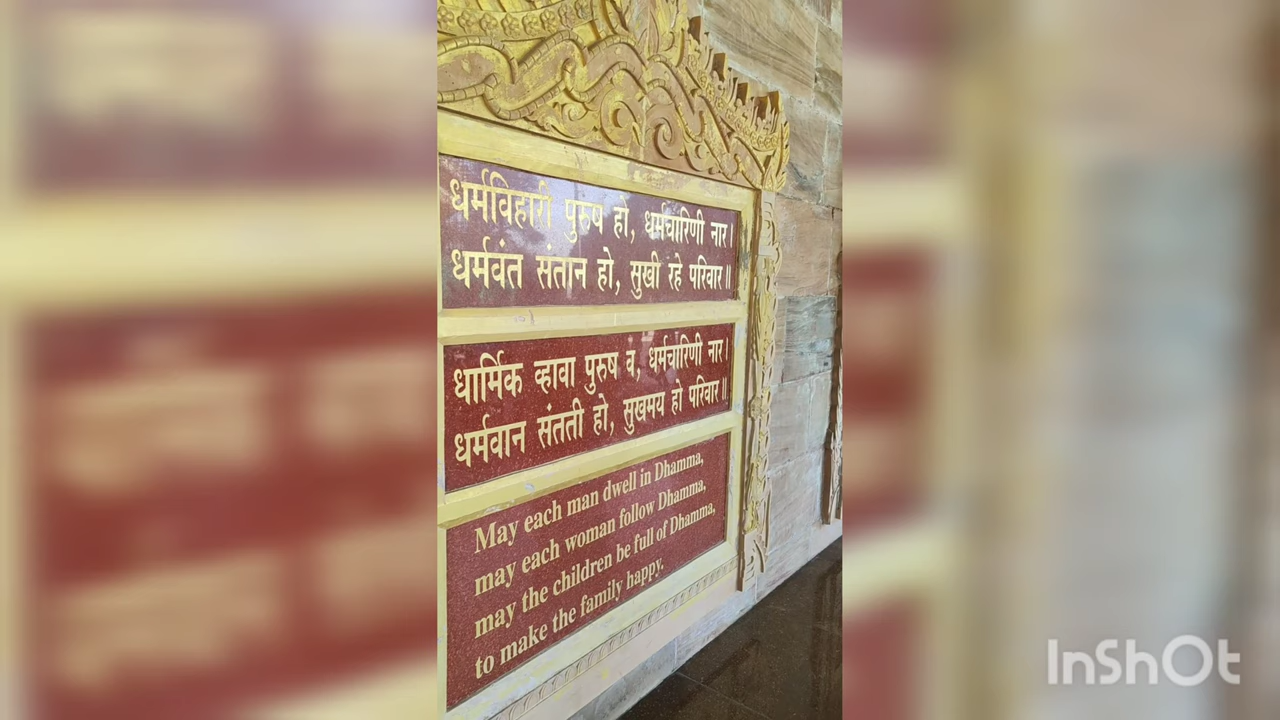 धर्मविहारी पुरुष हो, धर्मचारिणी नार।
धर्मवंत संतान हो, सुखी रहे परिवार॥
धार्मिक व्हावा पुरुष व, धर्मचारिणी नार।
धर्मवान संतती हो, सुखमय हो परिवार॥
May each man dwell in Dhamma,
may each woman follow Dhamma,
may the children be full of Dhamma,
to make the family happy.
InShOt